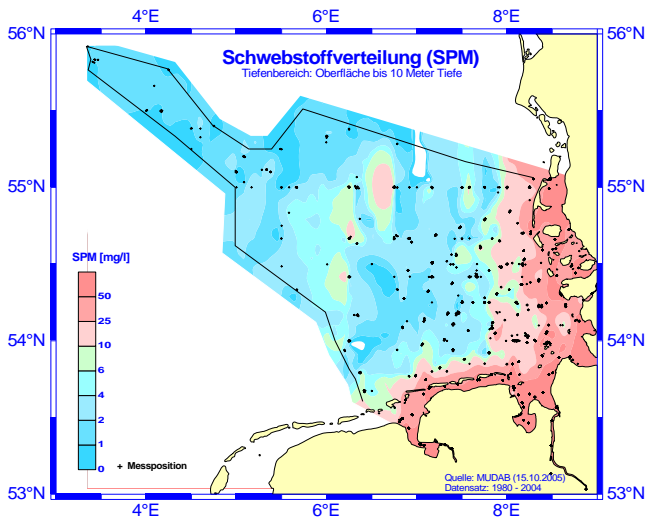 4°E 6°E 8°E
56°N 56°N
Schwebstoffverteilung (SPM)
Tiefenbereich: Oberfläche bis 10 Meter Tiefe
55°N 55°N
SPM [mg/l]
50
25
10
6
4
2
1
0
54°N 54°N
+ Messposition
Quelle: MUDAB (15.10.2005)
Datensatz: 1980 - 2004
53°N 53°N
4°E 6°E 8°E